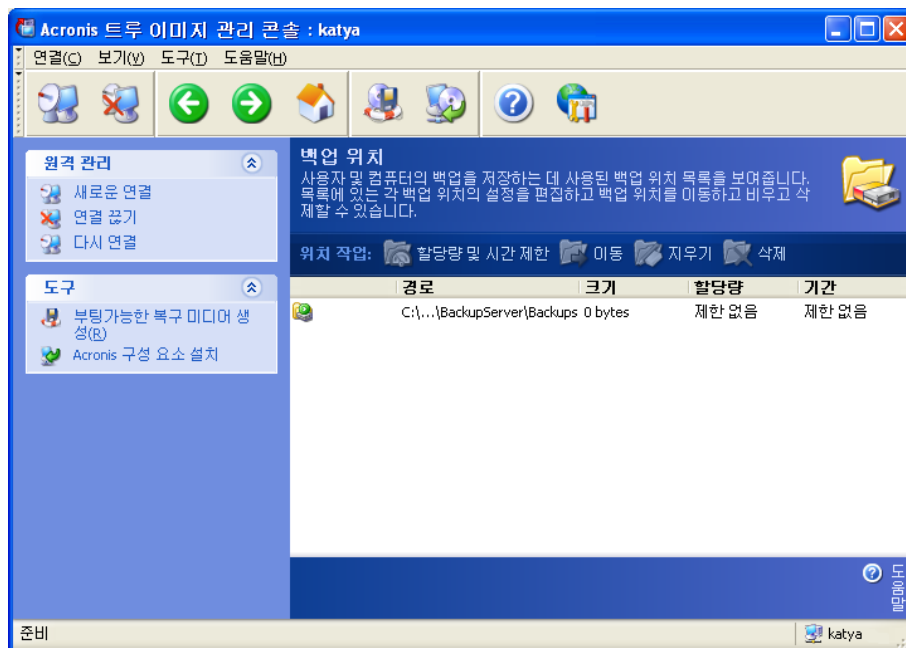 Acronis 트루 이미지 관리 콘솔 : katya
연결(C) 보기(V) 도구(T) 도움말(H)
원격 관리
새로운 연결
연결 끊기
다시 연결
도구
부팅가능한 복구 미디어 생
성(R)
Acronis 구성 요소 설치
백업 위치
사용자 및 컴퓨터의 백업을 저장하는 데 사용된 백업 위치 목록을 보여줍니다.
목록에 있는 각 백업 위치의 설정을 편집하고 백업 위치를 이동하고 비우고 삭
제할 수 있습니다.
위치 작업: 할당량 및 시간 제한 이동 지우기 삭제
경로 크기 할당량 기간
C:\...\BackupServer\Backups 0 bytes 제한 없음 제한 없음
도움말
준비 katya